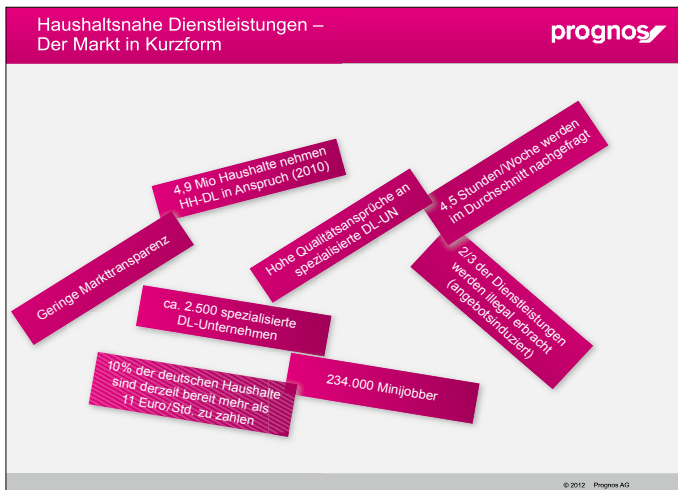 Haushaltsnahe Dienstleistungen –
Der Markt in Kurzform
prognos
4,9 Mio Haushalte nehmen
HH-DL in Anspruch (2010)
4,5 Stunden/Woche werden
im Durchschnitt nachgefragt
Hohe Qualitätsansprüche an
spezialisierte DL-UN
Geringe Markttransparenz
2/3 der Dienstleistungen
werden illegal erbracht
(angebotsinduziert)
ca. 2.500 spezialisierte
DL-Unternehmen
10% der deutschen Haushalte
sind derzeit bereit mehr als
11 Euro/Std. zu zahlen
234.000 Minijobber
© 2012 Prognos AG